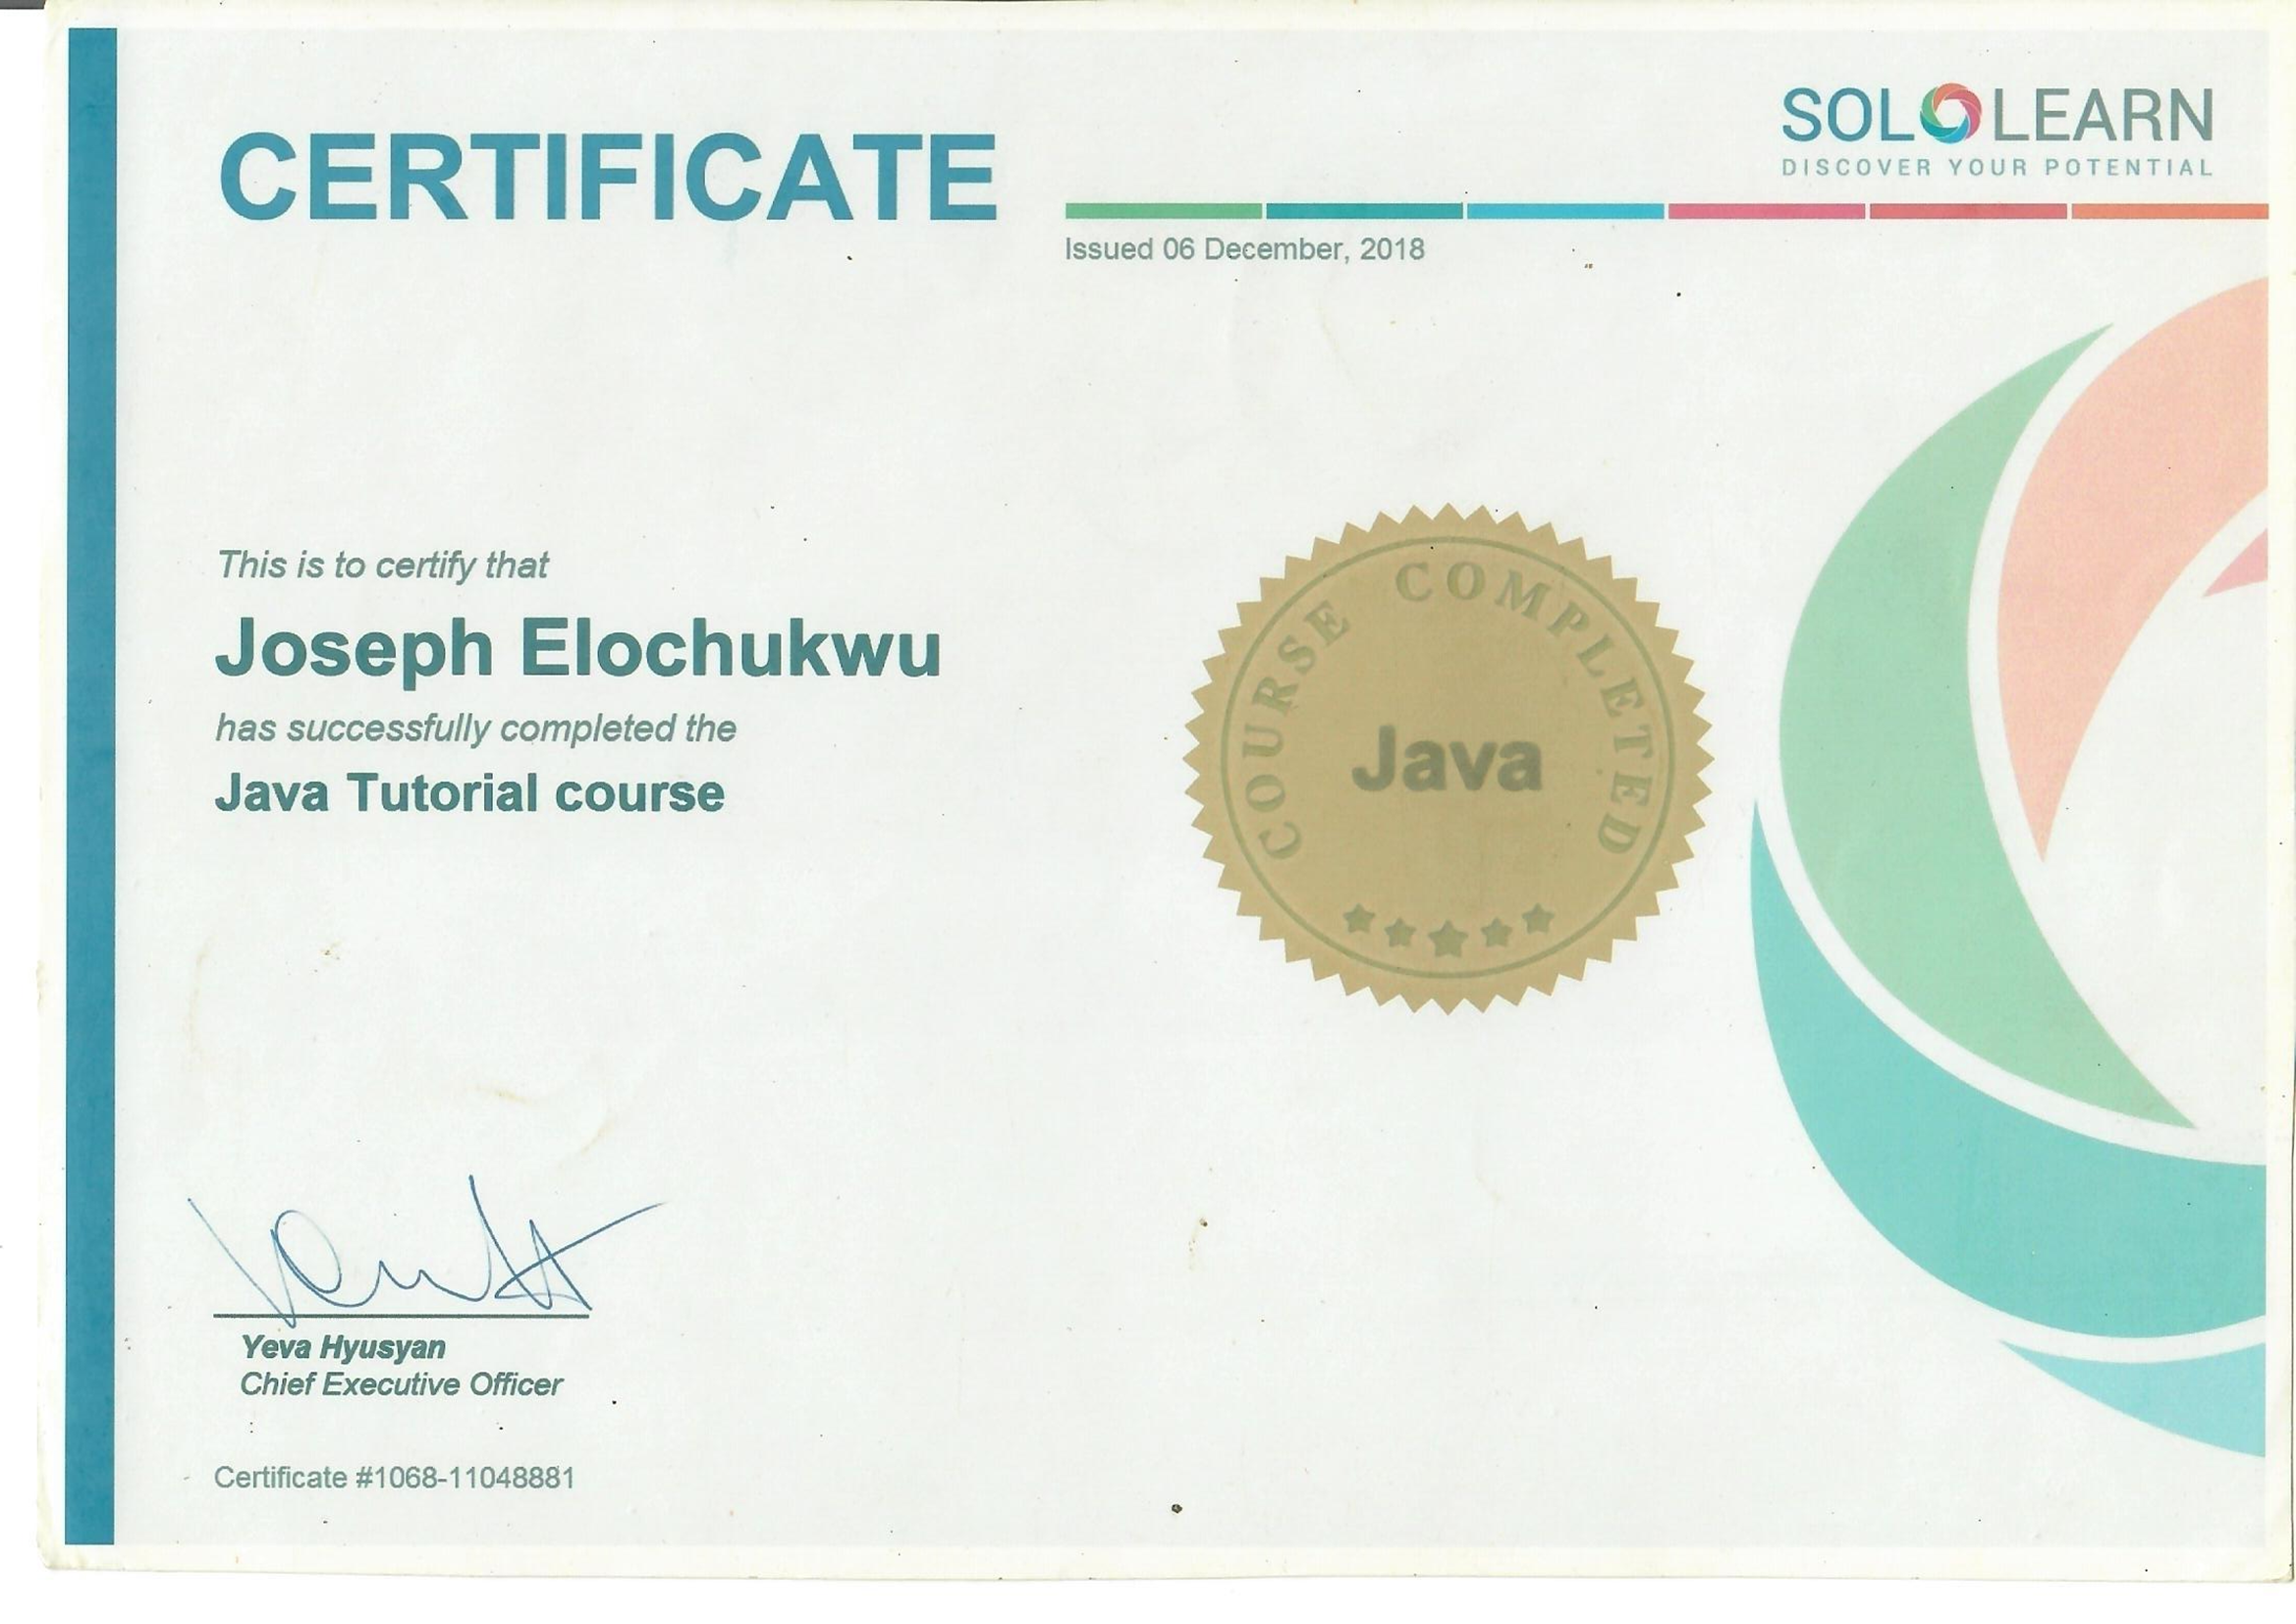 CERTIFICATE
SOLOLEARN
DISCOVER YOUR POTENTIAL
Issued 06 December, 2018
This is to certify that
Joseph Elochukwu
has successfully completed the
Java Tutorial course
COURSE COMPLETED
Java
Yeva Hyusyan
Chief Executive Officer
Certificate #1068-11048881